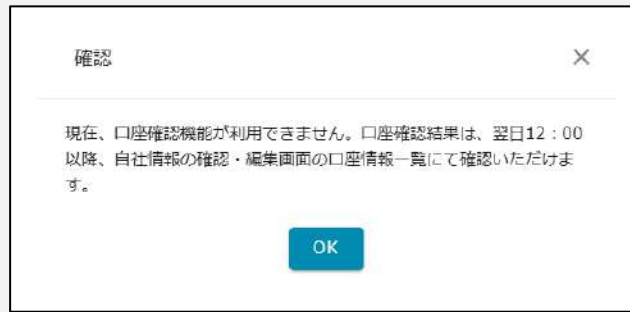 確認
現在、口座確認機能が利用できません。口座確認結果は、翌日12：00
以降、自社情報の確認・編集画面の口座情報一覧にて確認いただけま
す。
OK